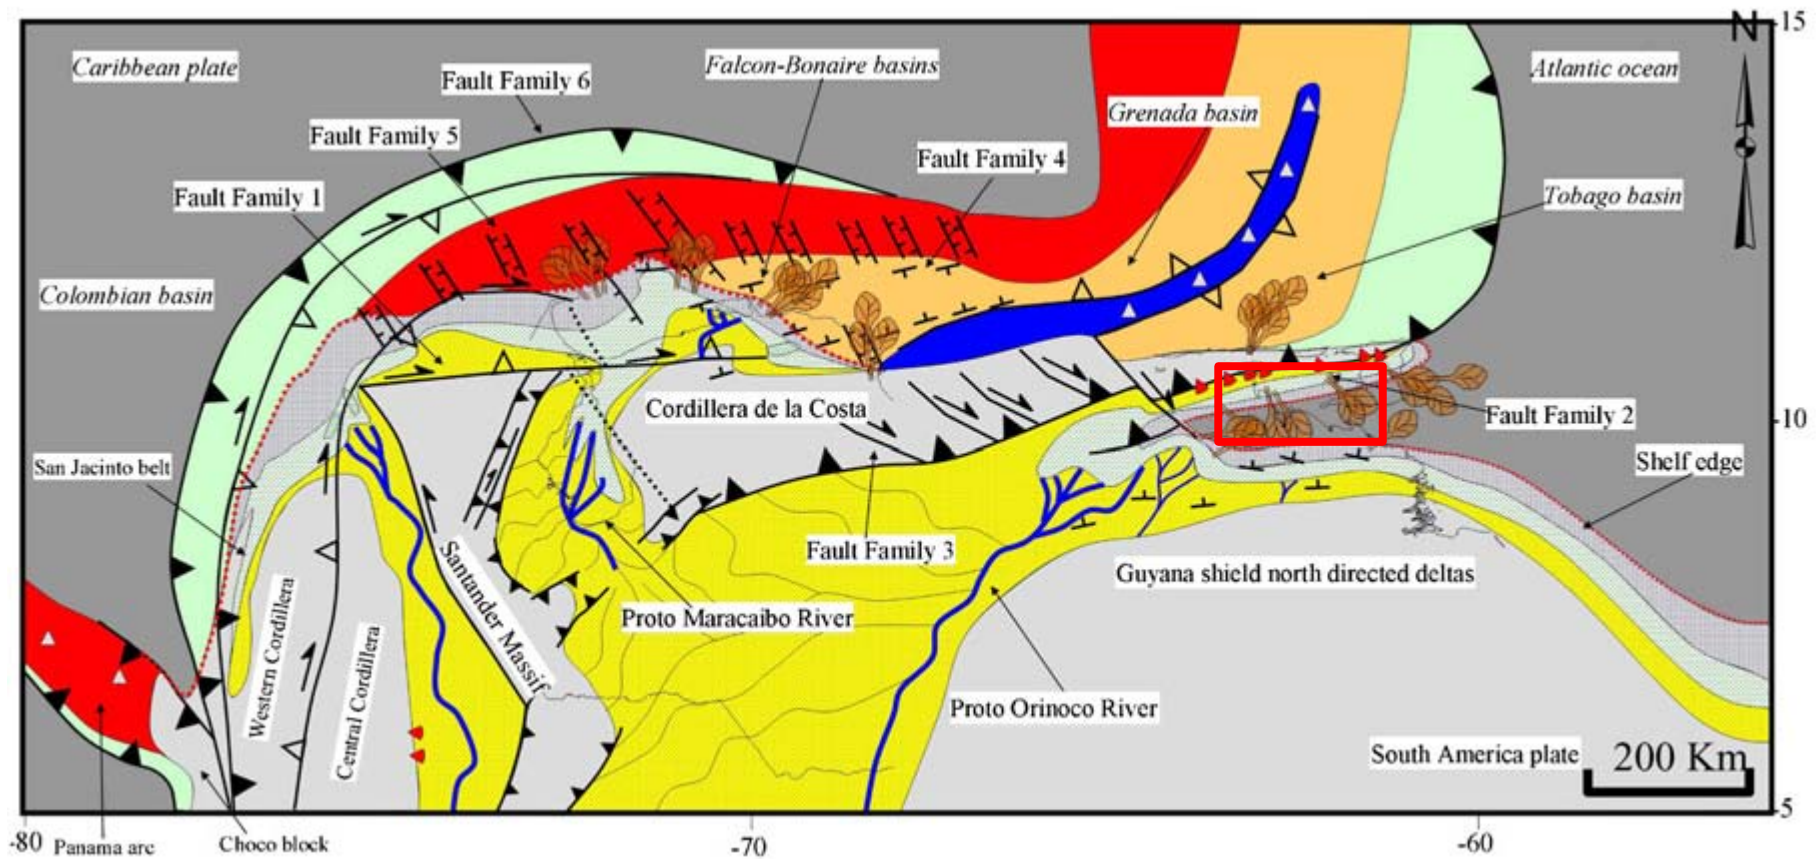 15
N
Caribbean plate
Falcon-Bonaire basins
Atlantic ocean
Fault Family 6
Grenada basin
Fault Family 5
Fault Family 4
Fault Family 1
Tobago basin
Colombian basin
Cordillera de la Costa
Fault Family 2
10
San Jacinto belt
Shelf edge
Fault Family 3
Guyana shield north directed deltas
Santander Massif
Proto Maracaibo River
Western Cordillera
Central Cordillera
Proto Orinoco River
South America plate
200 Km
5
-80
Panama arc
Choco block
-70
-60